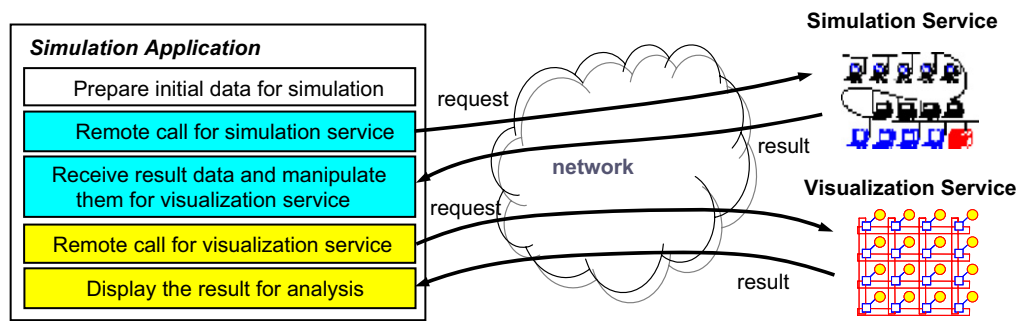 Simulation Service
Simulation Application
Prepare initial data for simulation
request
Remote call for simulation service
result
Receive result data and manipulate
them for visualization service
network
Visualization Service
request
Remote call for visualization service
Display the result for analysis
result